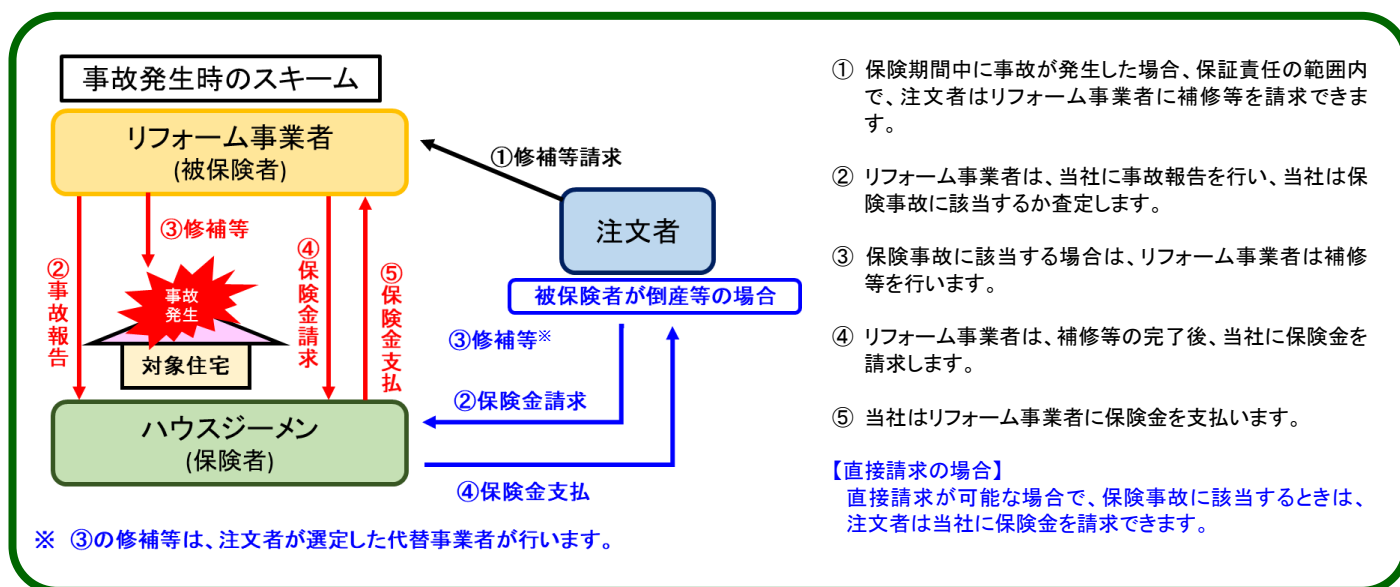 事故発生時のスキーム
リフォーム事業者
(被保険者)
①修補等請求
注文者
被保険者が倒産等の場合
②事故報告
③修補等
事故
発生
対象住宅
④保険金請求
⑤保険金支払
③修補等※
②保険金請求
④保険金支払
ハウスジーメン
(保険者)
※ ③の修補等は、注文者が選定した代替事業者が行います。
① 保険期間中に事故が発生した場合、保証責任の範囲内
で、注文者はリフォーム事業者に補修等を請求できま
す。
② リフォーム事業者は、当社に事故報告を行い、当社は保
険事故に該当するか査定します。
③ 保険事故に該当する場合は、リフォーム事業者は補修
等を行います。
④ リフォーム事業者は、補修等の完了後、当社に保険金を
請求します。
⑤ 当社はリフォーム事業者に保険金を支払います。
【直接請求の場合】
直接請求が可能な場合で、保険事故に該当するときは、
注文者は当社に保険金を請求できます。